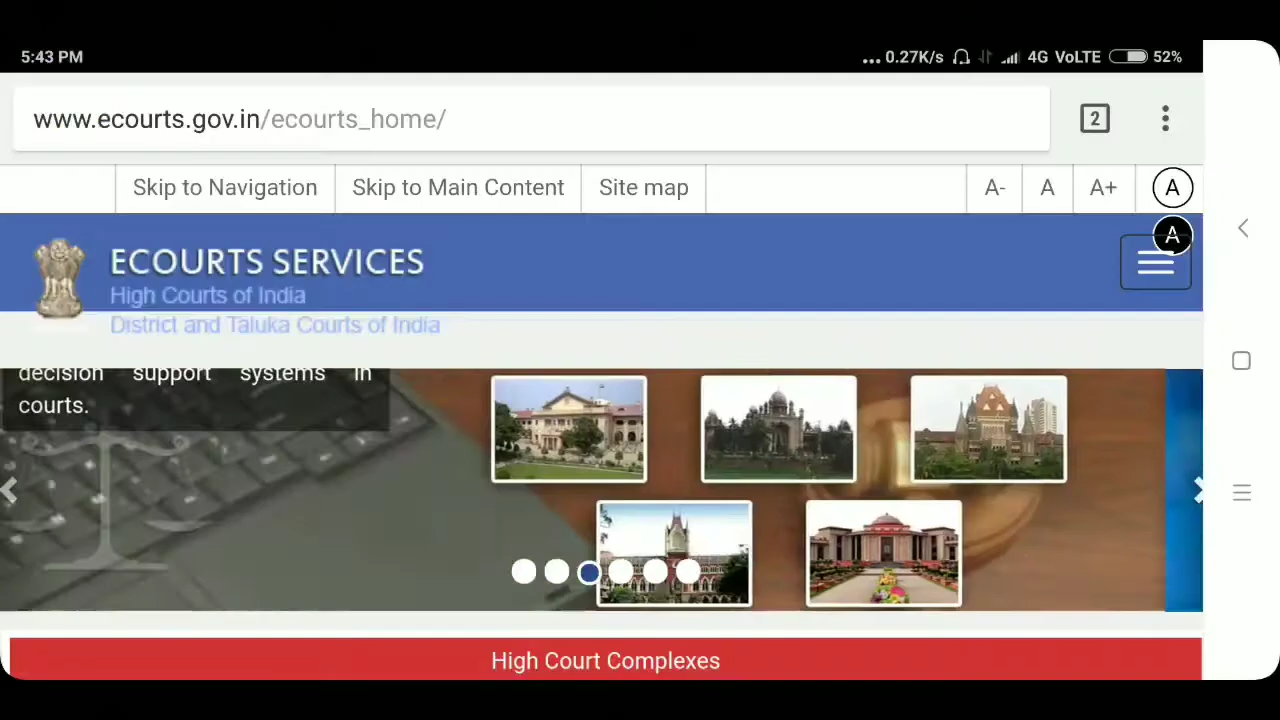 5:43 PM ... 0.27K/s 4G VoLTE 52%
www.ecourts.gov.in/ecourts_home/ 2
Skip to Navigation Skip to Main Content Site map A- A A+ A
A
ECOURTS SERVICES
High Courts of India
District and Taluka Courts of India
decision support systems in
courts.
High Court Complexes